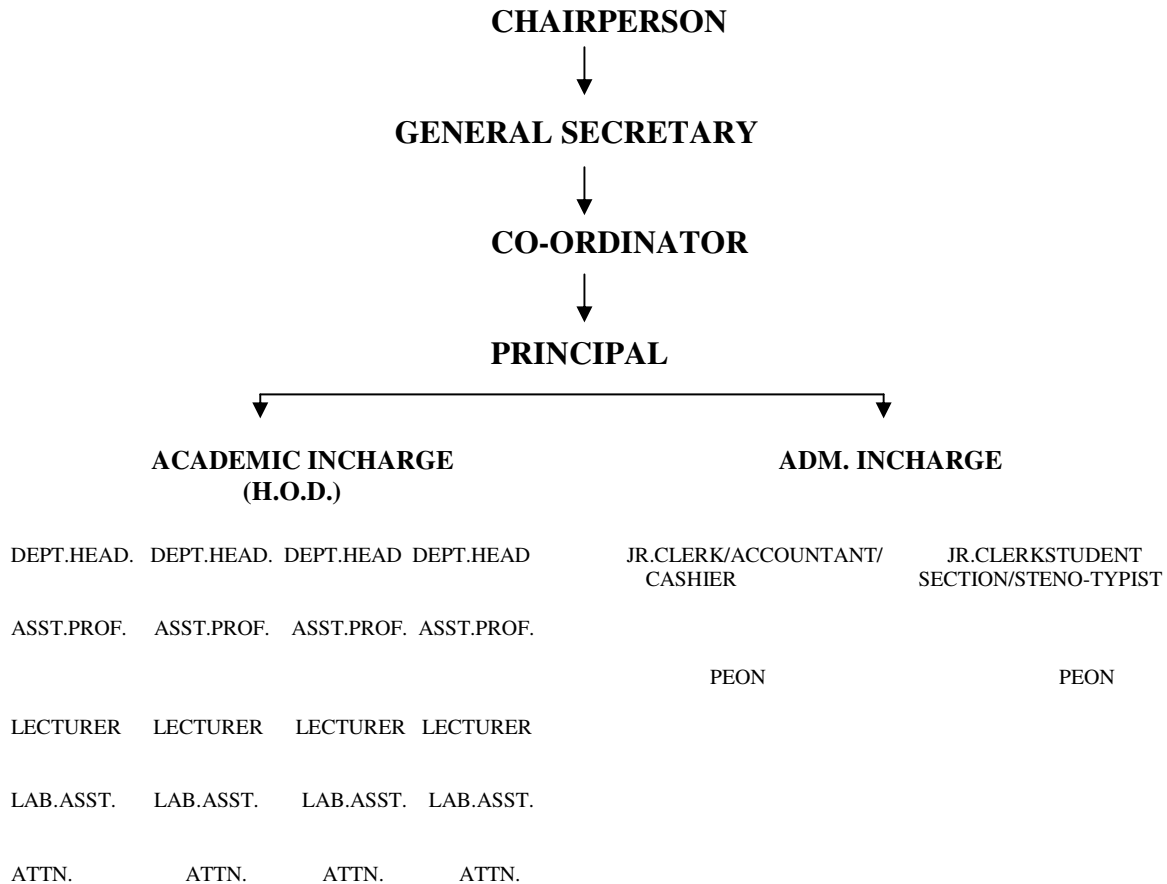 CHAIRPERSON
GENERAL SECRETARY
CO-ORDINATOR
PRINCIPAL
ACADEMIC INCHARGE ADM. INCHARGE
(H.O.D.)
DEPT.HEAD. DEPT.HEAD. DEPT.HEAD DEPT.HEAD JR.CLERK/ACCOUNTANT/ JR.CLERKSTUDENT
CASHIER SECTION/STENO-TYPIST
ASST.PROF. ASST.PROF. ASST.PROF. ASST.PROF.
PEON PEON
LECTURER LECTURER LECTURER LECTURER
LAB.ASST. LAB.ASST. LAB.ASST. LAB.ASST.
ATTN. ATTN. ATTN. ATTN.